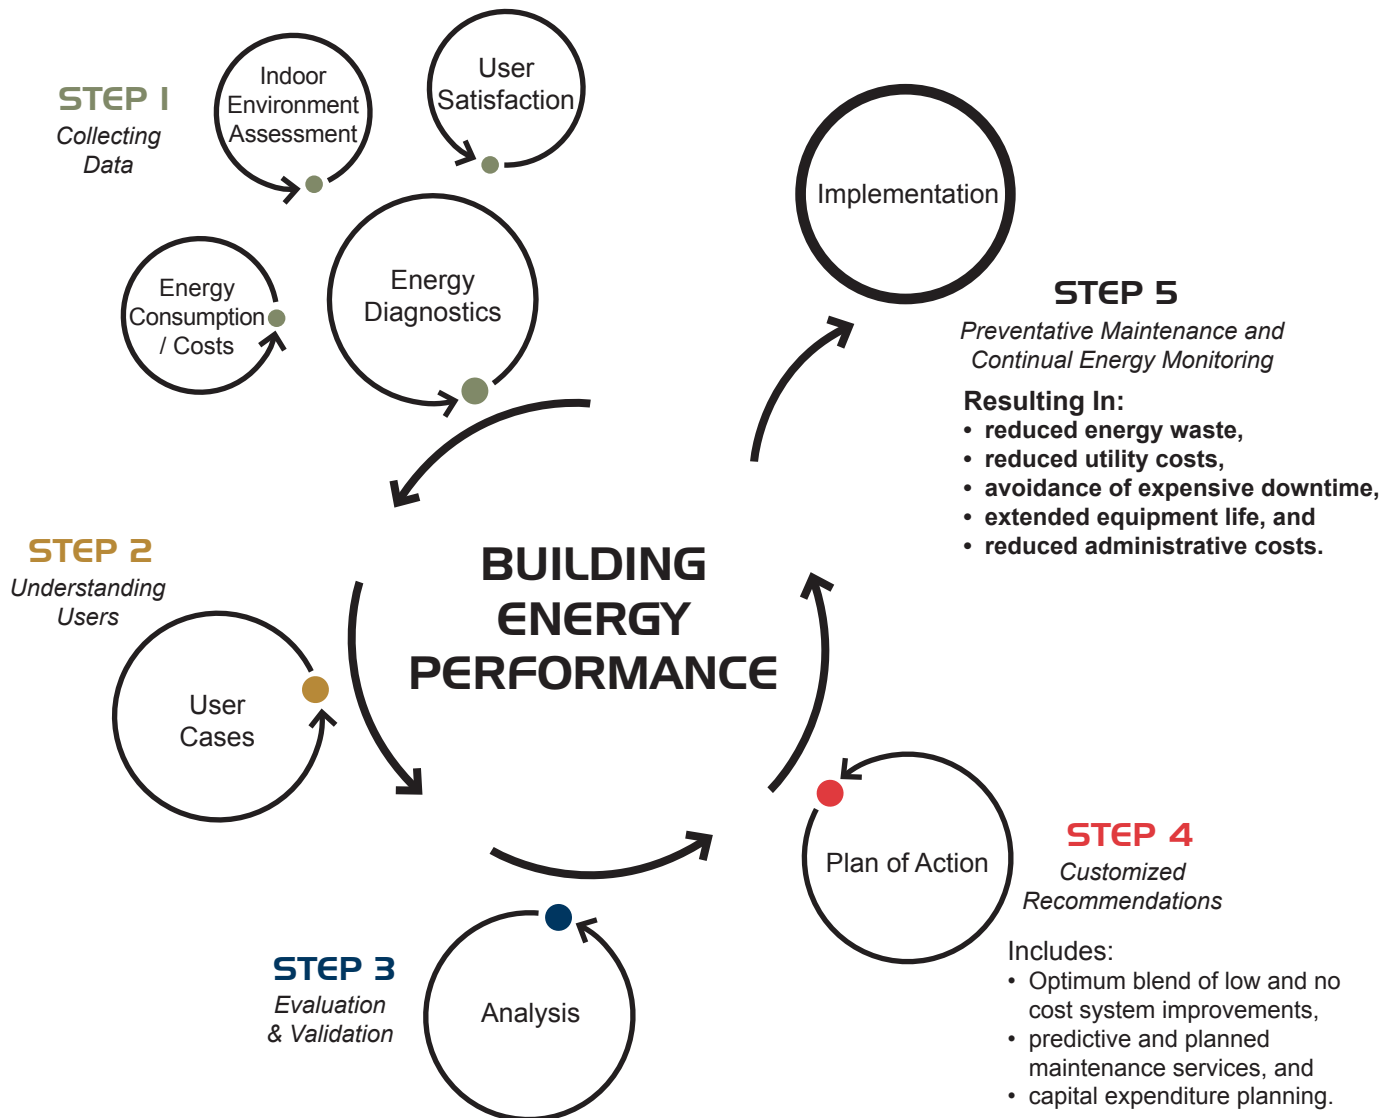 STEP 1
Collecting
Data
Indoor
Environment
Assessment
User
Satisfaction
Energy
Consumption
/ Costs
Energy
Diagnostics
STEP 2
Understanding
Users
User
Cases
BUILDING
ENERGY
PERFORMANCE
STEP 3
Evaluation
& Validation
Analysis
Plan of Action
STEP 4
Customized
Recommendations
Includes:
• Optimum blend of low and no
cost system improvements,
• predictive and planned
maintenance services, and
• capital expenditure planning.
Implementation
STEP 5
Preventative Maintenance and
Continual Energy Monitoring
Resulting In:
• reduced energy waste,
• reduced utility costs,
• avoidance of expensive downtime,
• extended equipment life, and
• reduced administrative costs.